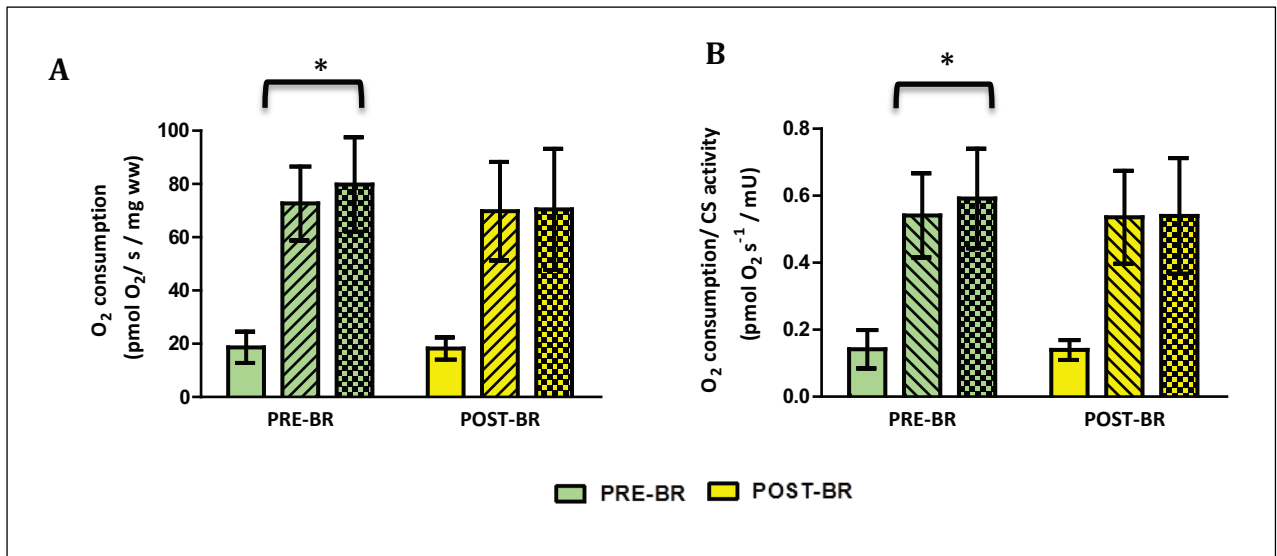 A
*
O₂ consumption
(pmol O₂/ s / mg ww)
100
80
60
40
20
0
PRE-BR POST-BR
B
*
O₂ consumption/ CS activity
(pmol O₂ s⁻¹ / mU)
0.8
0.6
0.4
0.2
0.0
PRE-BR POST-BR
PRE-BR POST-BR